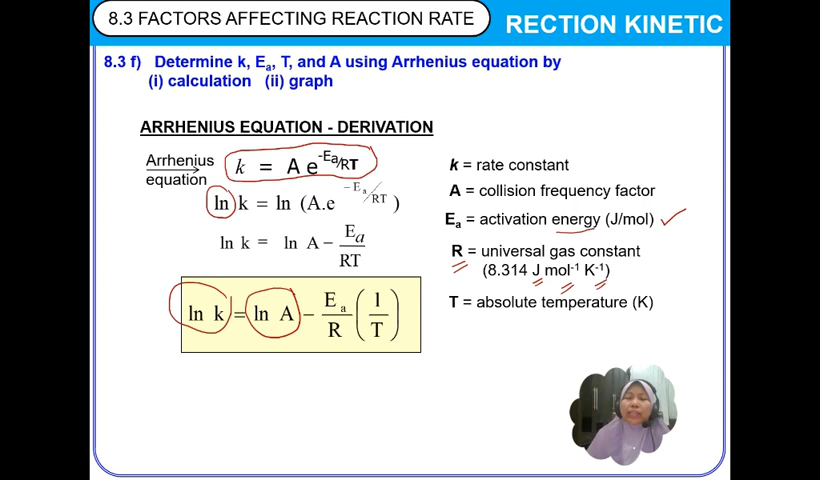 8.3 FACTORS AFFECTING REACTION RATE
RECTION KINETIC
8.3 f) Determine k, Eₐ, T, and A using Arrhenius equation by
(i) calculation (ii) graph
ARRHENIUS EQUATION - DERIVATION
Arrhenius
equation
k = A e^-Ea/RT
ln k = ln (A.e^-Ea/RT)
ln k = ln A − Ea/RT
ln k = ln A − Ea/R (1/T)
k = rate constant
A = collision frequency factor
Eₐ = activation energy (J/mol)
R = universal gas constant
(8.314 J mol⁻¹ K⁻¹)
T = absolute temperature (K)